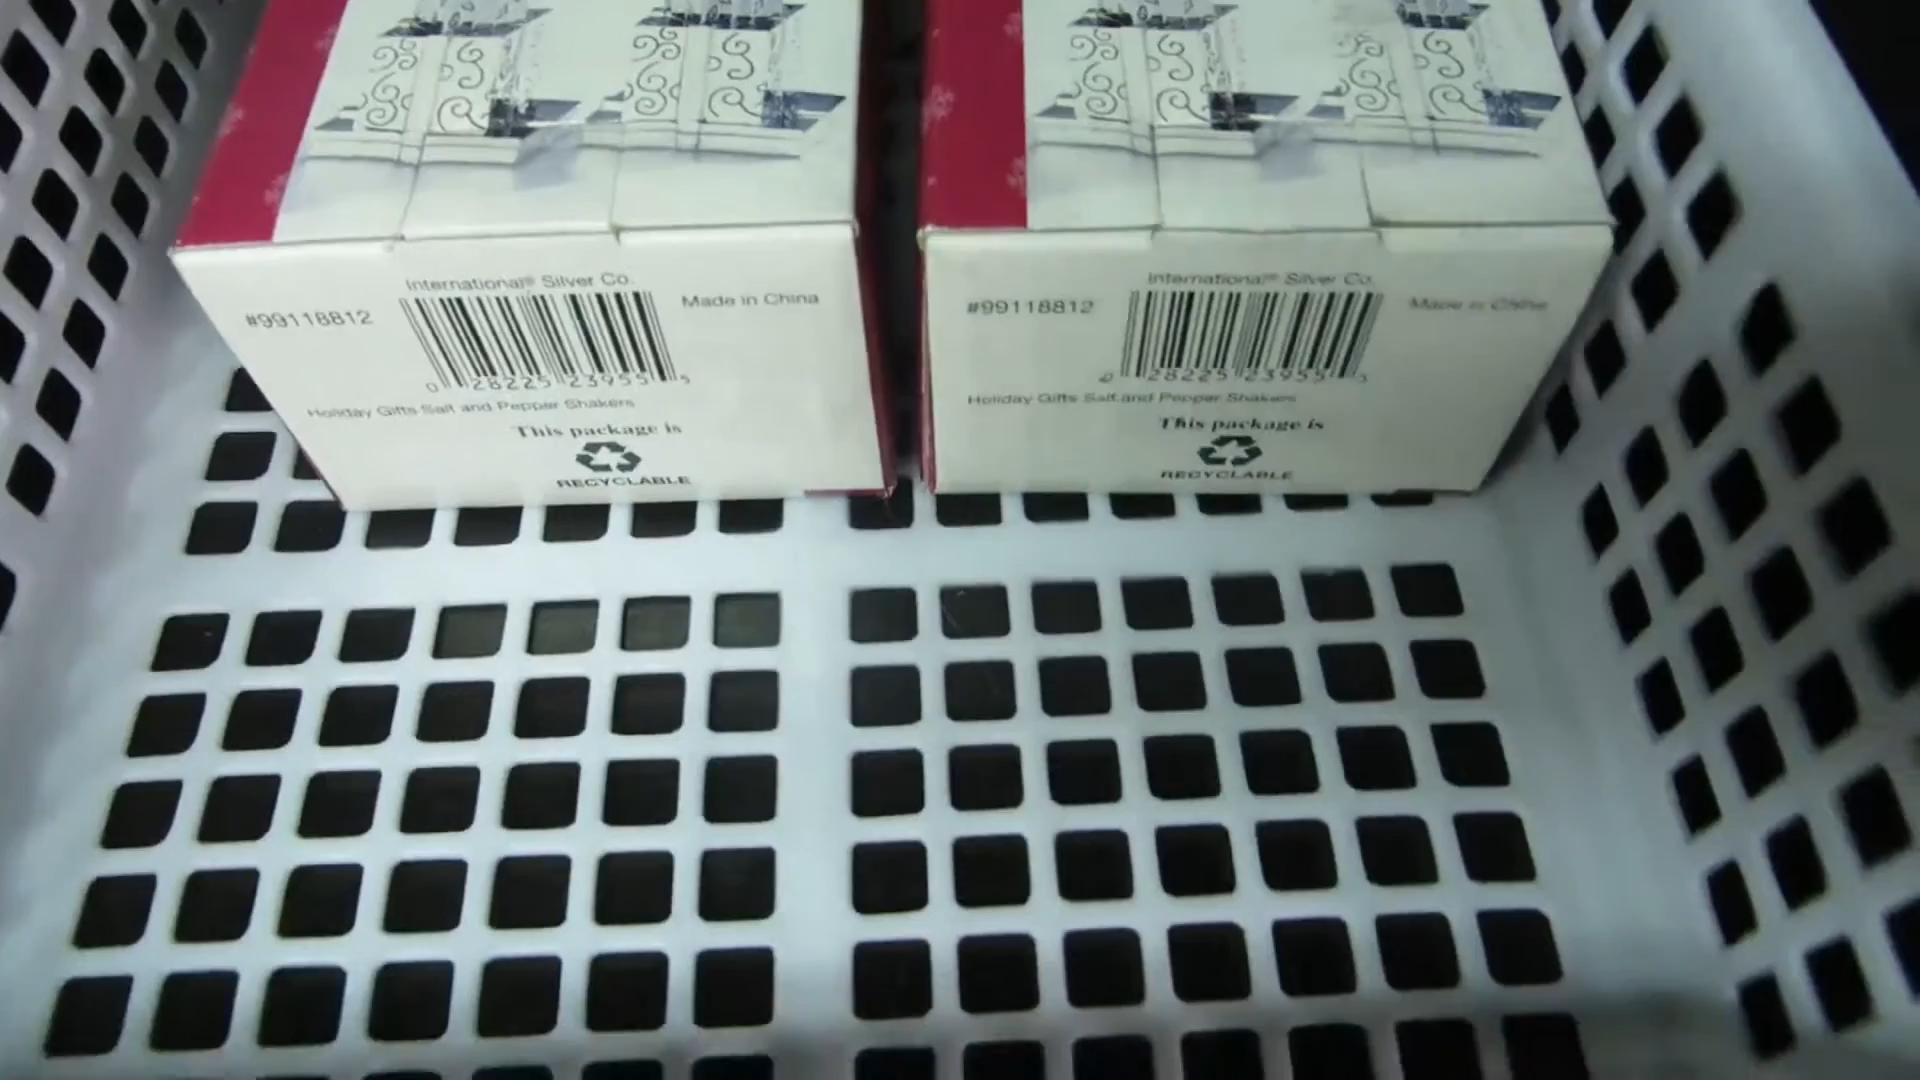 International® Silver Co.
#99118812
Made in China
0 28225 23955 5
Holiday Gifts Salt and Pepper Shakers
This package is
RECYCLABLE
International® Silver Co.
#99118812
Made in China
0 28225 23955 5
Holiday Gifts Salt and Pepper Shakers
This package is
RECYCLABLE